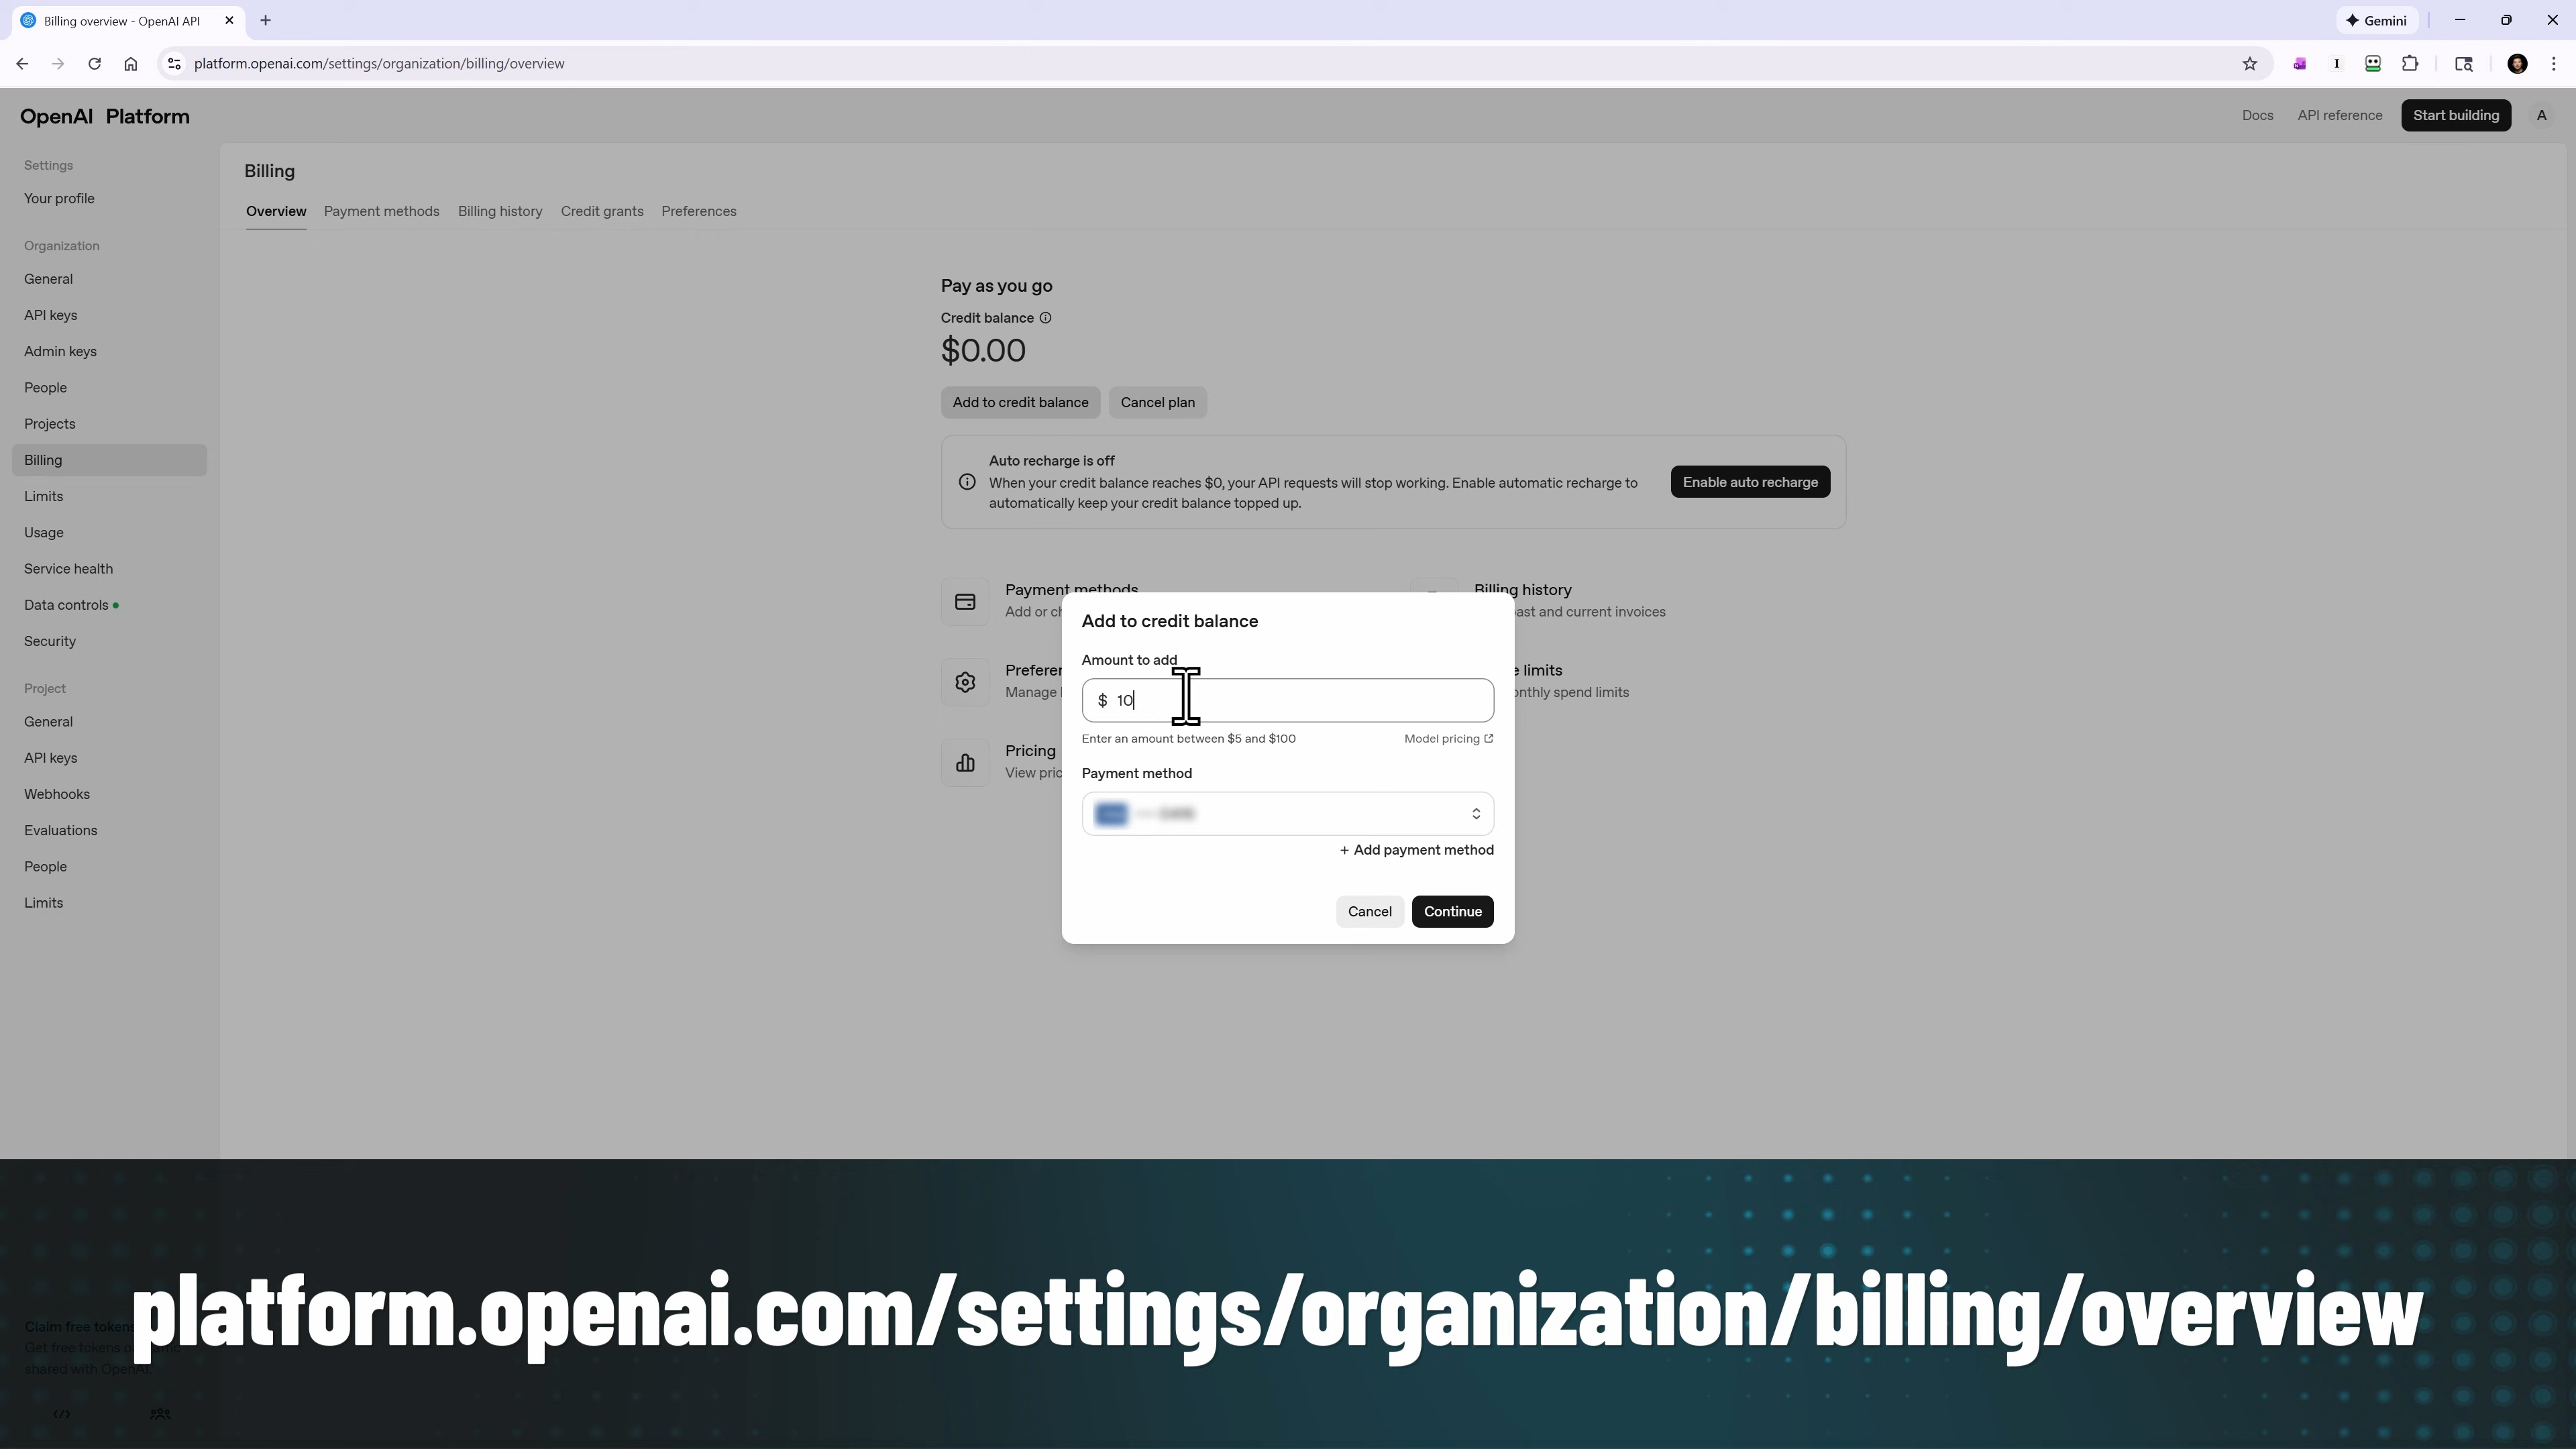 Billing overview - OpenAI API
Gemini
platform.openai.com/settings/organization/billing/overview
OpenAI Platform
Docs
API reference
Start building
A
Settings
Your profile
Organization
General
API keys
Admin keys
People
Projects
Billing
Limits
Usage
Service health
Data controls
Security
Project
General
API keys
Webhooks
Evaluations
People
Limits
Billing
Overview
Payment methods
Billing history
Credit grants
Preferences
Pay as you go
Credit balance
$0.00
Add to credit balance
Cancel plan
Auto recharge is off
When your credit balance reaches $0, your API requests will stop working. Enable automatic recharge to
automatically keep your credit balance topped up.
Enable auto recharge
Payment methods
Add or
Billing history
past and current invoices
limits
spend limits
Manage
Pricing
View
Add to credit balance
Amount to add
$ 10
Enter an amount between $5 and $100
Model pricing
Payment method
+ Add payment method
Cancel
Continue
Claim free tokens
Get free tokens
shared with OpenAI.
platform.openai.com/settings/organization/billing/overview